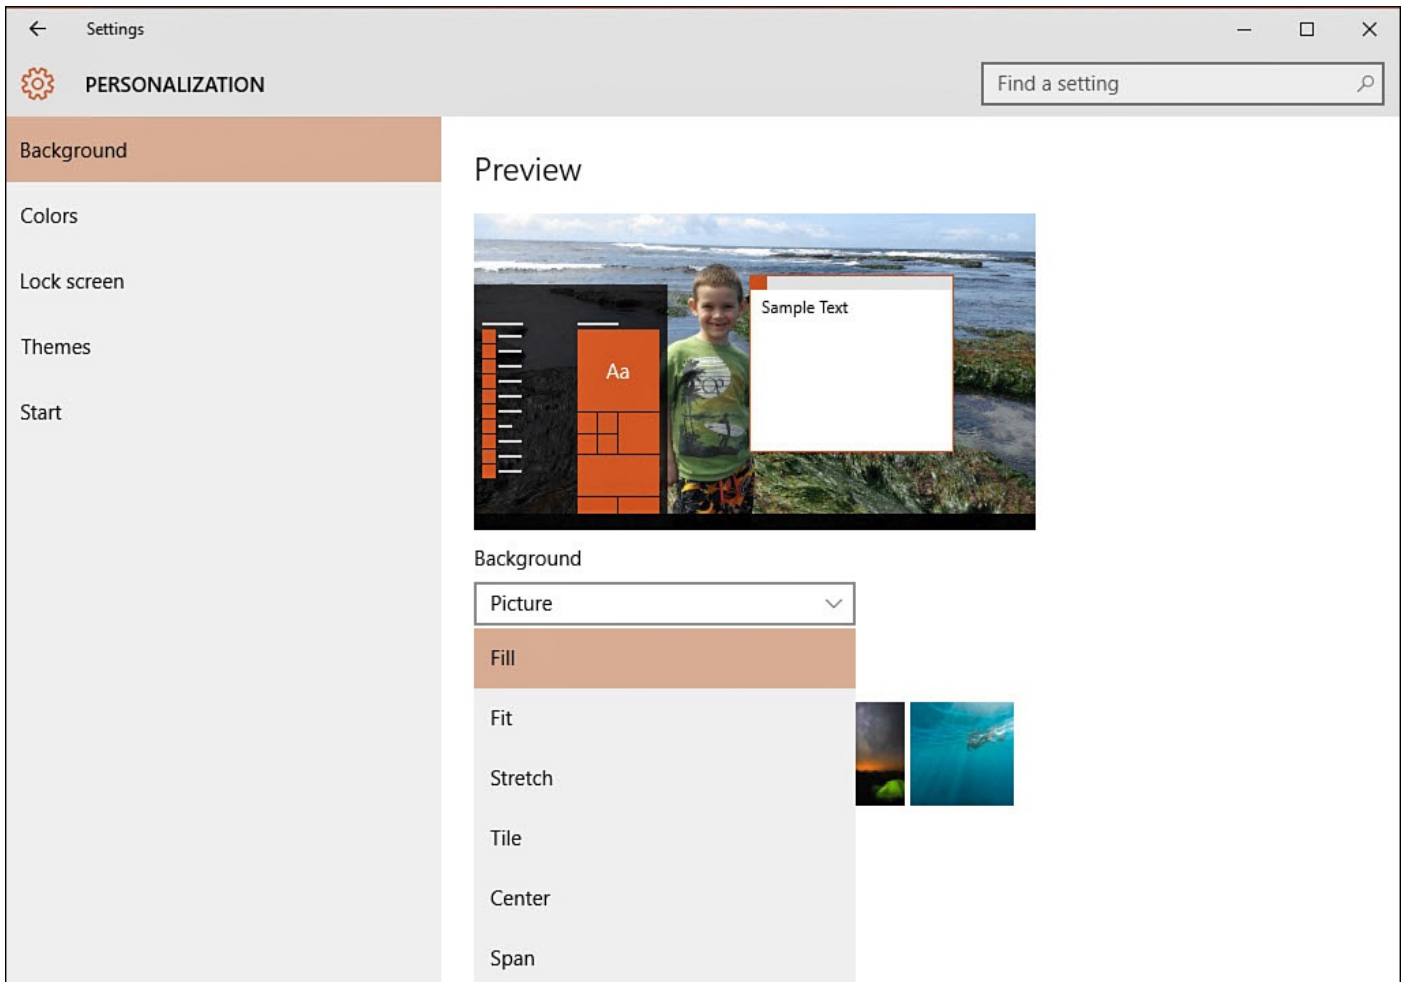 Settings
PERSONALIZATION
Find a setting
Background
Colors
Lock screen
Themes
Start
Preview
Sample Text
Aa
Background
Picture
Fill
Fit
Stretch
Tile
Center
Span